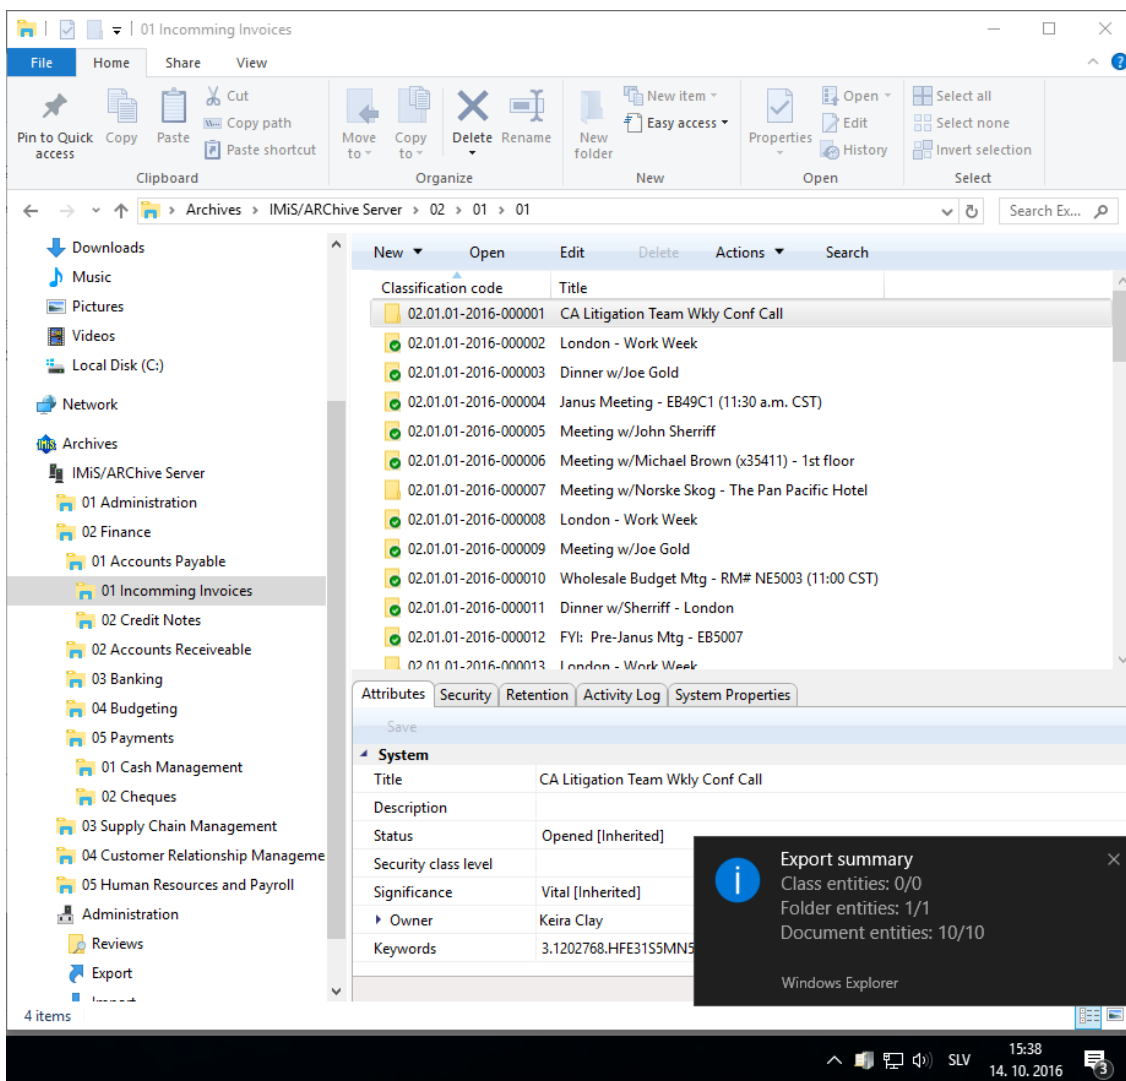 01 Incomming Invoices
File Home Share View
Pin to Quick access
Copy
Paste
Cut
Copy path
Paste shortcut
Clipboard
Move to
Copy to
Delete
Rename
Organize
New folder
New item
Easy access
New
Properties
Open
Edit
History
Open
Select all
Select none
Invert selection
Select
Archives > IMiS/ARChive Server > 02 > 01 > 01
Search Ex...
Downloads
Music
Pictures
Videos
Local Disk (C:)
Network
Archives
IMiS/ARChive Server
01 Administration
02 Finance
01 Accounts Payable
01 Incomming Invoices
02 Credit Notes
02 Accounts Receiveable
03 Banking
04 Budgeting
05 Payments
01 Cash Management
02 Cheques
03 Supply Chain Management
04 Customer Relationship Manageme
05 Human Resources and Payroll
Administration
Reviews
Export
New Open Edit Delete Actions Search
Classification code Title
02.01.01-2016-000001 CA Litigation Team Wkly Conf Call
02.01.01-2016-000002 London - Work Week
02.01.01-2016-000003 Dinner w/Joe Gold
02.01.01-2016-000004 Janus Meeting - EB49C1 (11:30 a.m. CST)
02.01.01-2016-000005 Meeting w/John Sherriff
02.01.01-2016-000006 Meeting w/Michael Brown (x35411) - 1st floor
02.01.01-2016-000007 Meeting w/Norske Skog - The Pan Pacific Hotel
02.01.01-2016-000008 London - Work Week
02.01.01-2016-000009 Meeting w/Joe Gold
02.01.01-2016-000010 Wholesale Budget Mtg - RM# NE5003 (11:00 CST)
02.01.01-2016-000011 Dinner w/Sherriff - London
02.01.01-2016-000012 FYI: Pre-Janus Mtg - EB5007
02.01.01-2016-000013 London - Work Week
Attributes Security Retention Activity Log System Properties
Save
System
Title CA Litigation Team Wkly Conf Call
Description
Status Opened [Inherited]
Security class level
Significance Vital [Inherited]
Owner Keira Clay
Keywords 3.1202768.HFE31S5MN5
Export summary
Class entities: 0/0
Folder entities: 1/1
Document entities: 10/10
Windows Explorer
4 items
SLV
15:38
14. 10. 2016
3